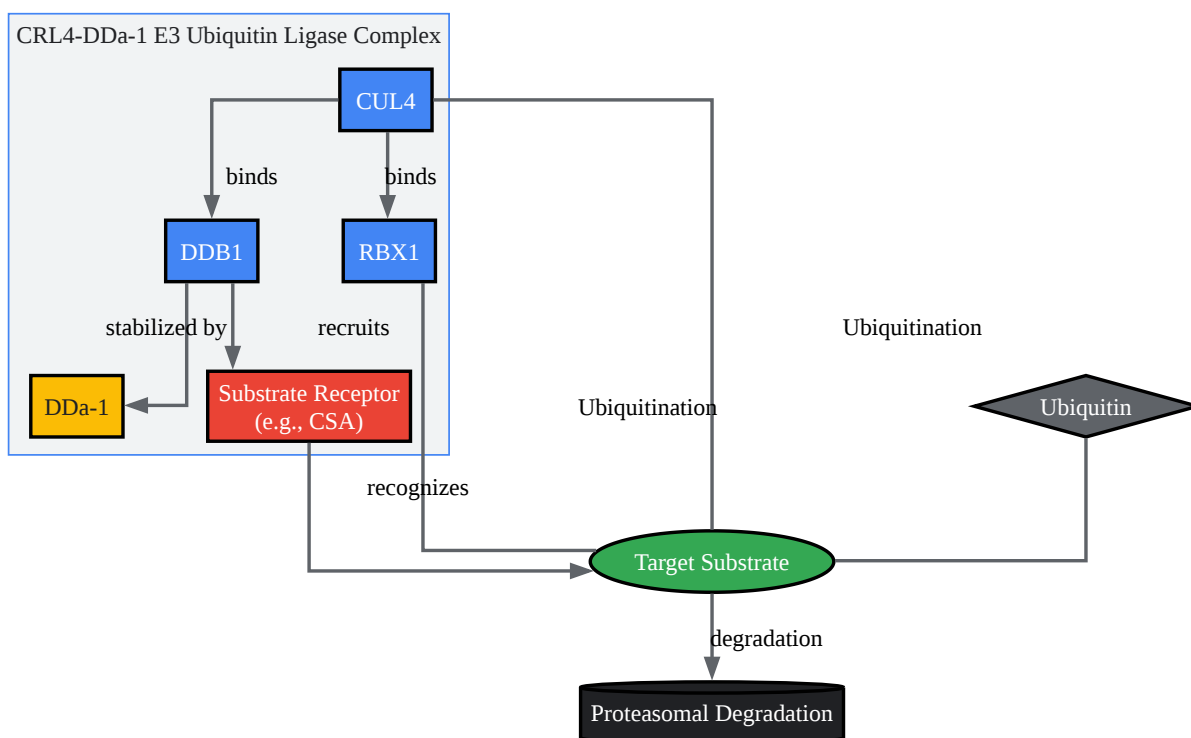 CRL4-DDa-1 E3 Ubiquitin Ligase Complex
CUL4
binds
binds
DDB1
RBX1
stabilized by
recruits
Ubiquitination
DDa-1
Substrate Receptor
(e.g., CSA)
Ubiquitination
Ubiquitin
recognizes
Target Substrate
degradation
Proteasomal Degradation